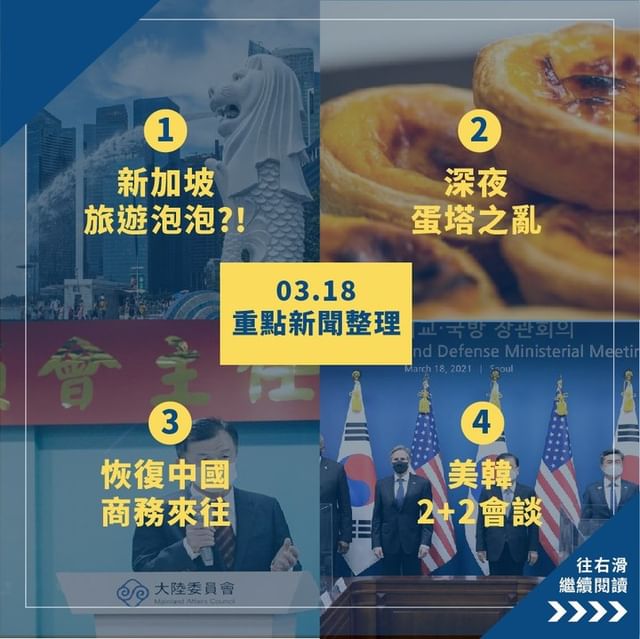 1
新加坡
旅遊泡泡?!
2
深夜
蛋塔之亂
03.18
重點新聞整理
교·국방 장관회의
nd Defense Ministerial Meetin
March 18, 2021 | Seoul
會主任
3
恢復中國
商務來往
4
美韓
2+2會談
大陸委員會
Mainland Affairs Council
往右滑
繼續閱讀